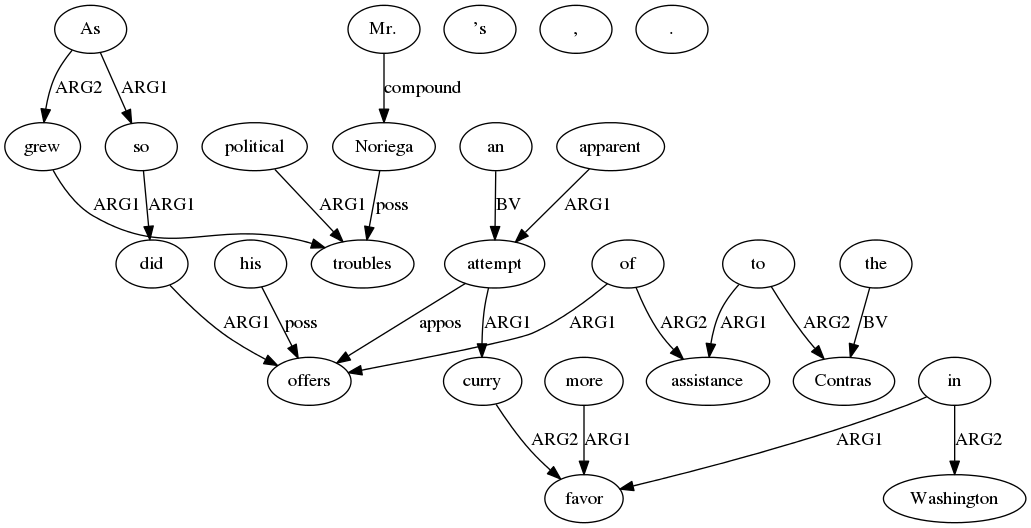 As Mr. ’s , .
ARG2 ARG1 compound
grew so political Noriega an apparent
ARG1 ARG1 ARG1 poss BV ARG1
did his troubles attempt of to the
ARG1 poss appos ARG1 ARG1 ARG2 ARG1 ARG2 BV
offers curry more assistance Contras in
ARG2 ARG1 ARG1 ARG2
favor Washington